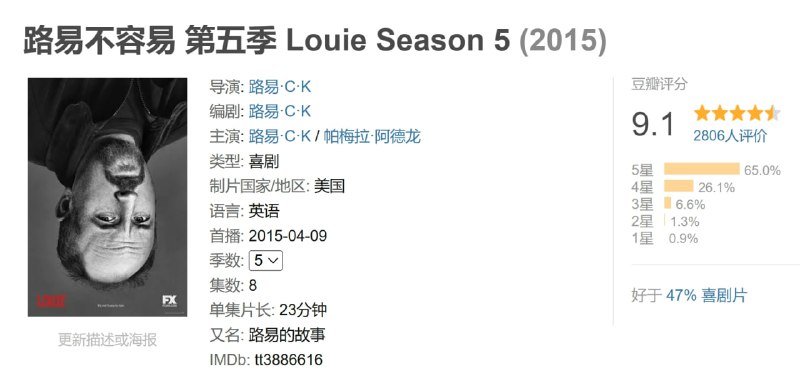 路易不容易 第五季 Louie Season 5 (2015)
导演: 路易·C·K
编剧: 路易·C·K
主演: 路易·C·K / 帕梅拉·阿德龙
类型: 喜剧
制片国家/地区: 美国
语言: 英语
首播: 2015-04-09
季数: 5
集数: 8
单集片长: 23分钟
又名: 路易的故事
IMDb: tt3886616
LOUIE
FX
更新描述或海报
豆瓣评分
9.1
2806人评价
5星 65.0%
4星 26.1%
3星 6.6%
2星 1.3%
1星 0.9%
好于 47% 喜剧片